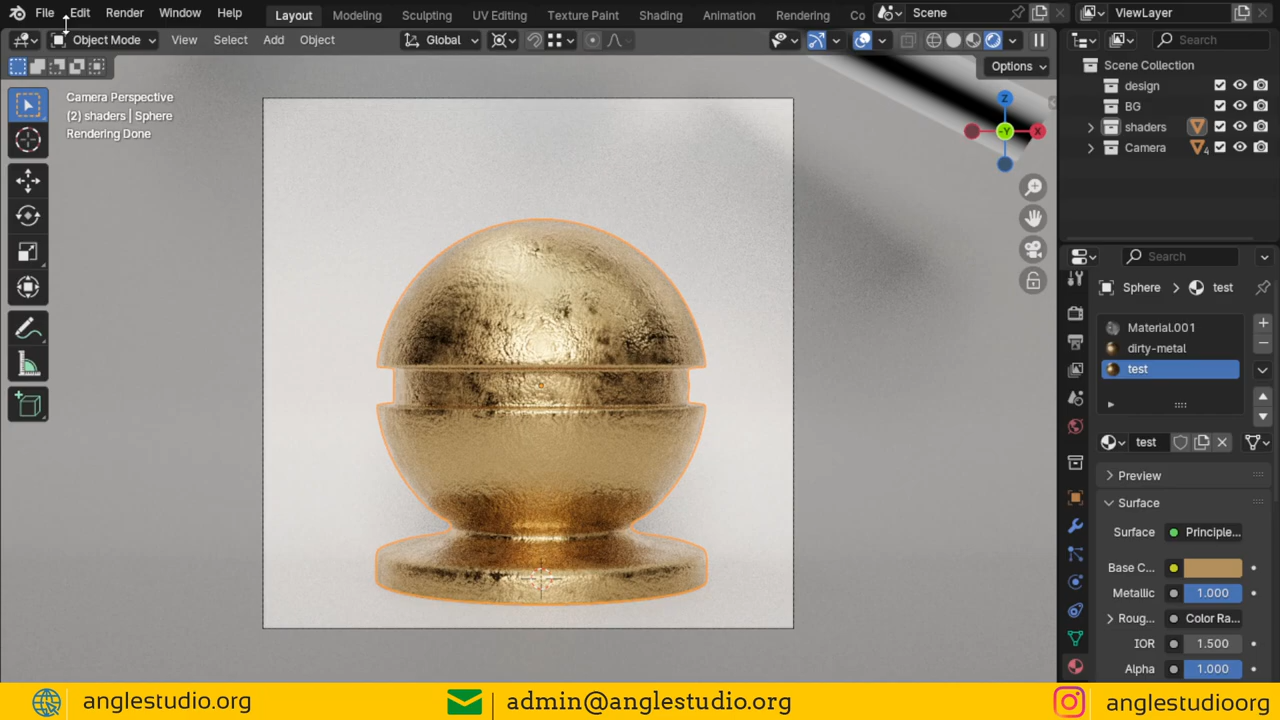 File Edit Render Window Help Layout Modeling Sculpting UV Editing Texture Paint Shading Animation Rendering Co Scene ViewLayer
Object Mode View Select Add Object Global Search
Options
Camera Perspective
(2) shaders | Sphere
Rendering Done
Z
-Y
X
Scene Collection
design
BG
shaders
Camera 4
Search
Sphere > test
Material.001
dirty-metal
test
test
Preview
Surface
Surface Principle...
Base C...
Metallic 1.000
Roug... Color Ra...
IOR 1.500
Alpha 1.000
anglestudio.org admin@anglestudio.org anglestudioorg